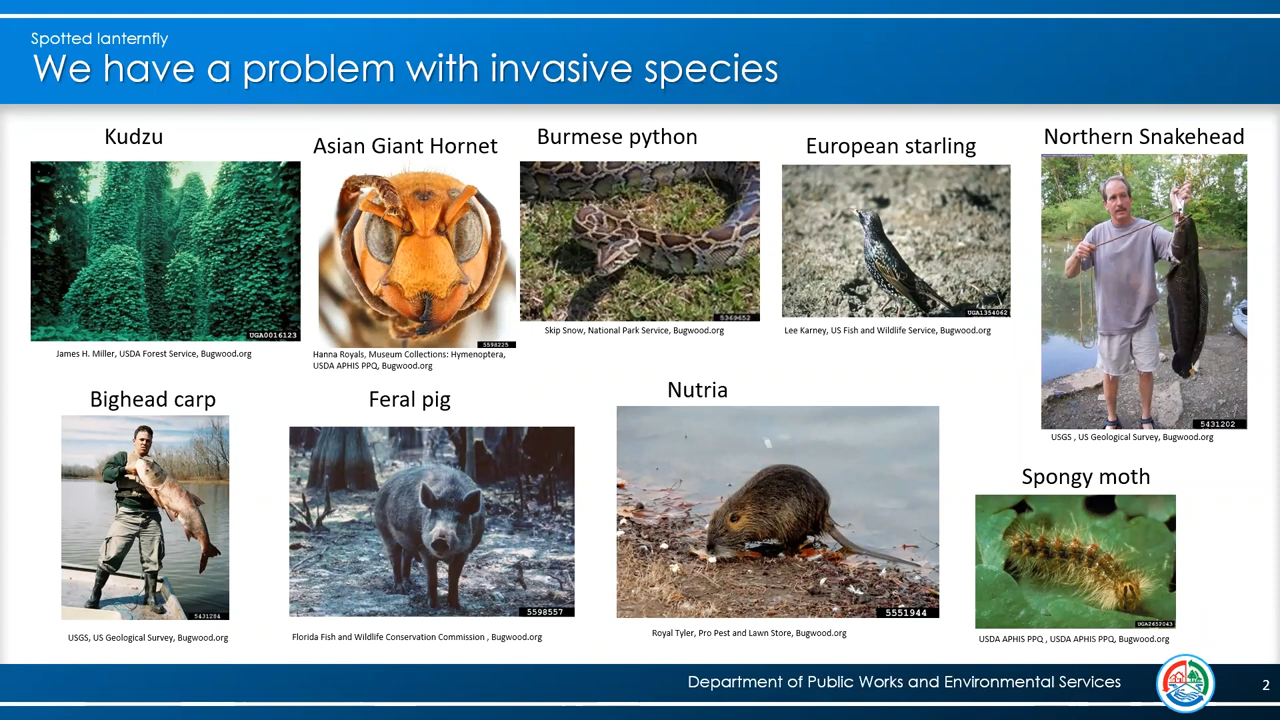 Spotted lanternfly
We have a problem with invasive species
Kudzu
UGA0016123
James H. Miller, USDA Forest Service, Bugwood.org
Asian Giant Hornet
5598225
Hanna Royals, Museum Collections: Hymenoptera,
USDA APHIS PPQ, Bugwood.org
Burmese python
5369652
Skip Snow, National Park Service, Bugwood.org
European starling
UGA1354062
Lee Karney, US Fish and Wildlife Service, Bugwood.org
Northern Snakehead
5431202
USGS , US Geological Survey, Bugwood.org
Bighead carp
5431204
USGS, US Geological Survey, Bugwood.org
Feral pig
5598557
Florida Fish and Wildlife Conservation Commission , Bugwood.org
Nutria
5551944
Royal Tyler, Pro Pest and Lawn Store, Bugwood.org
Spongy moth
UGA2652043
USDA APHIS PPQ , USDA APHIS PPQ, Bugwood.org
Department of Public Works and Environmental Services
2